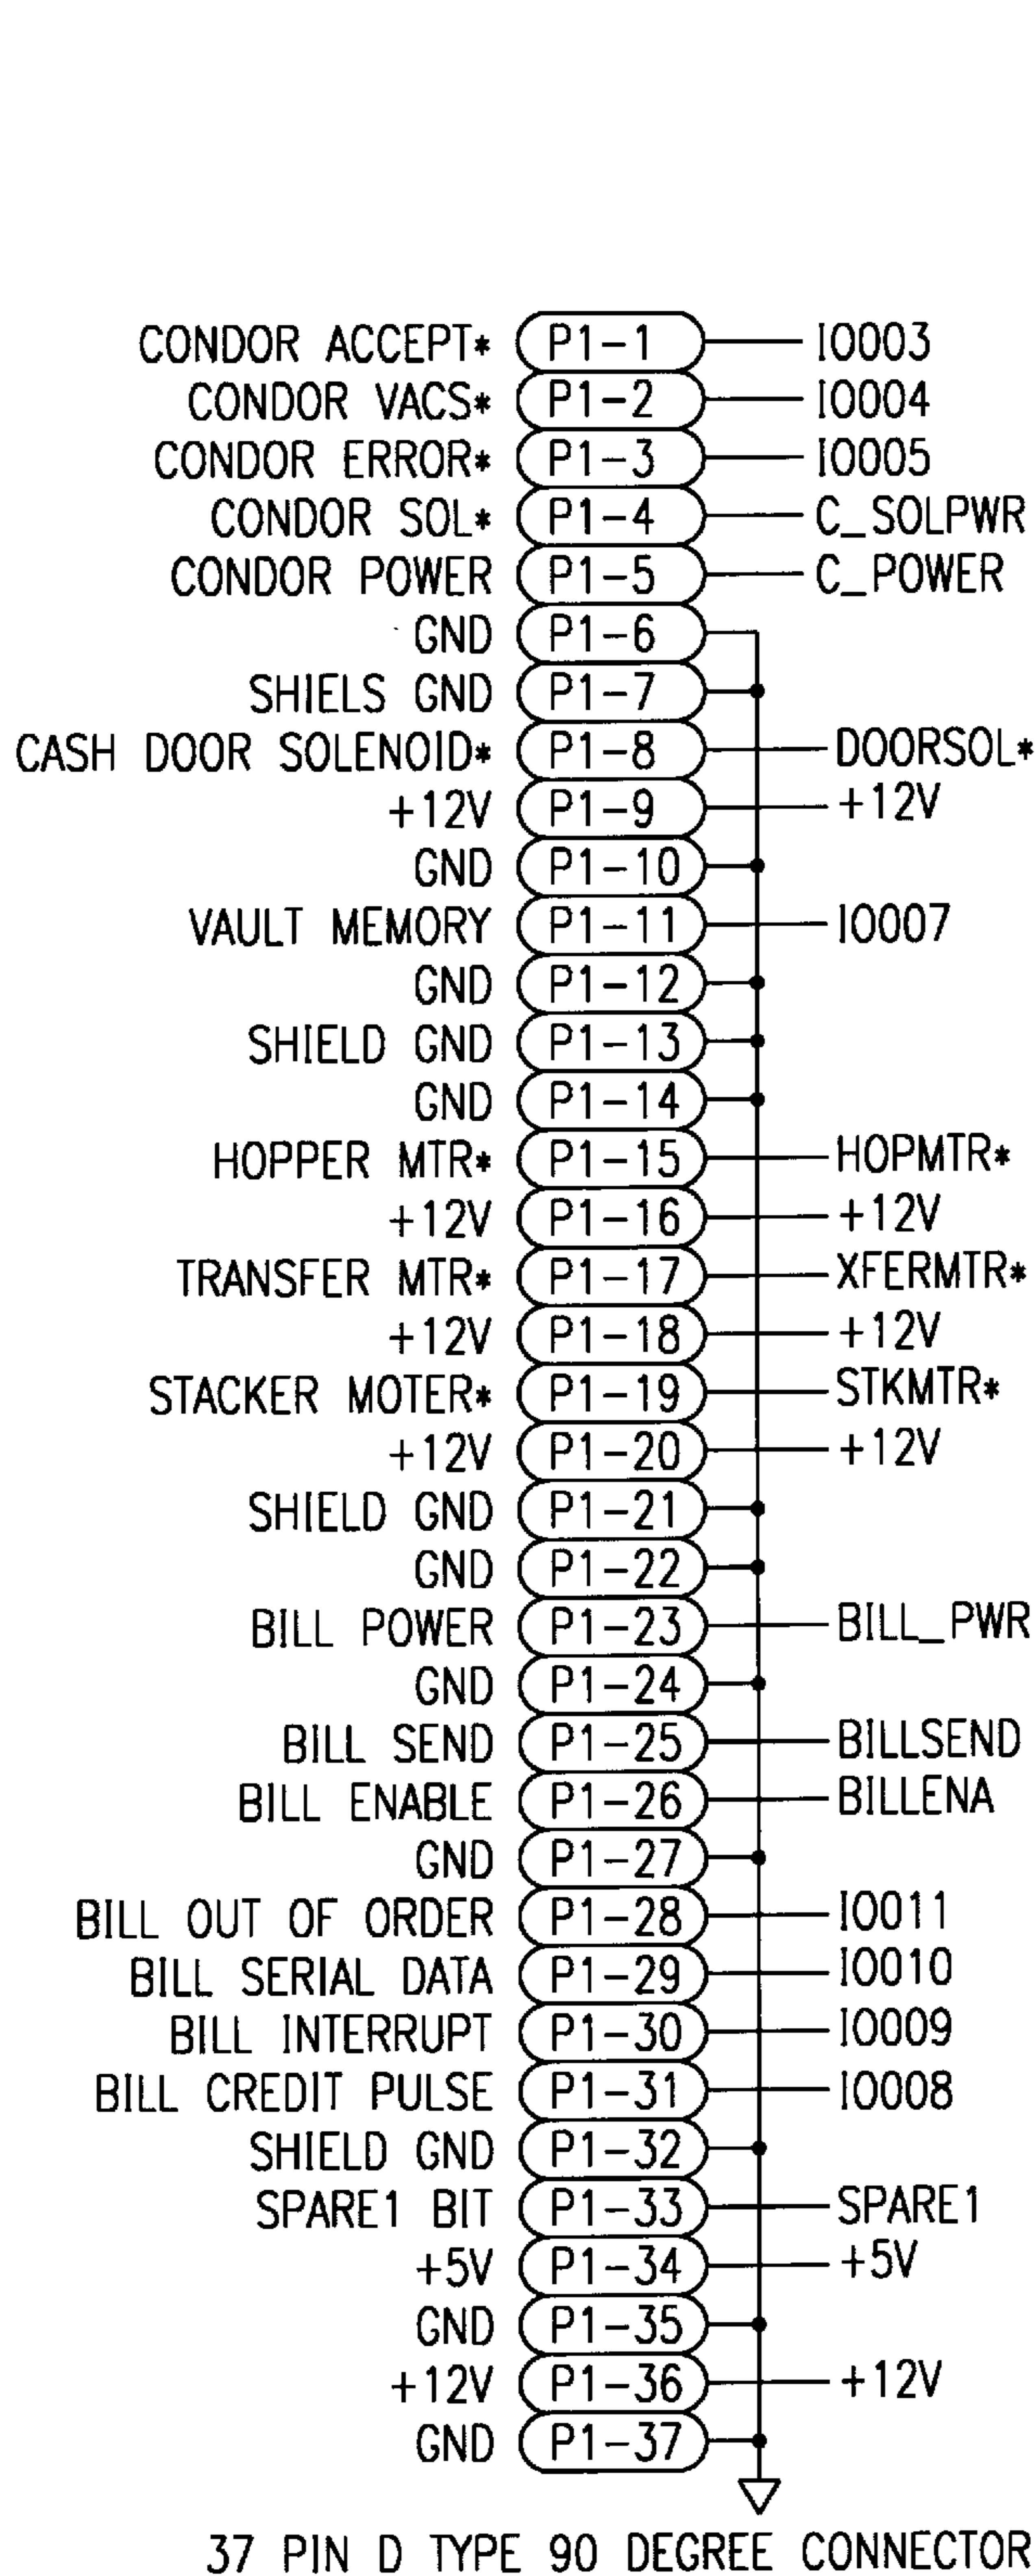 CONDOR ACCEPT* P1-1 IO003
CONDOR VACS* P1-2 IO004
CONDOR ERROR* P1-3 IO005
CONDOR SOL* P1-4 C_SOLPWR
CONDOR POWER P1-5 C_POWER
GND P1-6
SHIELS GND P1-7
CASH DOOR SOLENOID* P1-8 DOORSOL*
+12V P1-9 +12V
GND P1-10
VAULT MEMORY P1-11 IO007
GND P1-12
SHIELD GND P1-13
GND P1-14
HOPPER MTR* P1-15 HOPMTR*
+12V P1-16 +12V
TRANSFER MTR* P1-17 XFERMTR*
+12V P1-18 +12V
STACKER MOTER* P1-19 STKMTR*
+12V P1-20 +12V
SHIELD GND P1-21
GND P1-22
BILL POWER P1-23 BILL_PWR
GND P1-24
BILL SEND P1-25 BILLSEND
BILL ENABLE P1-26 BILLENA
GND P1-27
BILL OUT OF ORDER P1-28 IO011
BILL SERIAL DATA P1-29 IO010
BILL INTERRUPT P1-30 IO009
BILL CREDIT PULSE P1-31 IO008
SHIELD GND P1-32
SPARE1 BIT P1-33 SPARE1
+5V P1-34 +5V
GND P1-35
+12V P1-36 +12V
GND P1-37
37 PIN D TYPE 90 DEGREE CONNECTOR